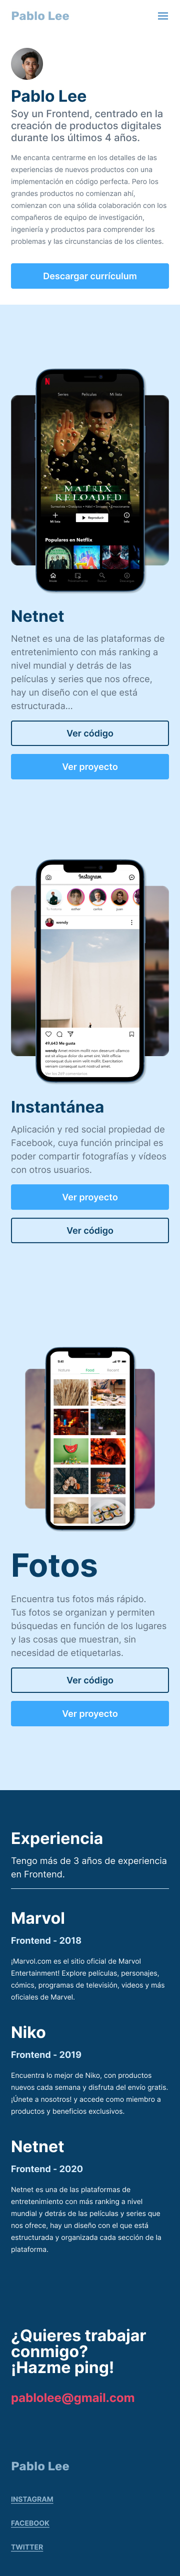 Pablo Lee
Pablo Lee
Soy un Frontend, centrado en la
creación de productos digitales
durante los últimos 4 años.
Me encanta centrarme en los detalles de las
experiencias de nuevos productos con una
implementación en código perfecta. Pero los
grandes productos no comienzan ahí,
comienzan con una sólida colaboración con los
compañeros de equipo de investigación,
ingeniería y productos para comprender los
problemas y las circunstancias de los clientes.
Descargar currículum
Series Películas Mi lista
MATRIX
RELOADED
Mi lista
Reproducir
Info
Populares en Netflix
Netnet
Netnet es una de las plataformas de
entretenimiento con más ranking a
nivel mundial y detrás de las
películas y series que nos ofrece,
hay un diseño con el que está
estructurada...
Ver código
Ver proyecto
Instagram
wendy
Instantánea
Aplicación y red social propiedad de
Facebook, cuya función principal es
poder compartir fotografías y vídeos
con otros usuarios.
Ver proyecto
Ver código
Fotos
Encuentra tus fotos más rápido.
Tus fotos se organizan y permiten
búsquedas en función de los lugares
y las cosas que muestran, sin
necesidad de etiquetarlas.
Ver código
Ver proyecto
Experiencia
Tengo más de 3 años de experiencia
en Frontend.
Marvol
Frontend - 2018
¡Marvol.com es el sitio oficial de Marvol
Entertainment! Explore películas, personajes,
cómics, programas de televisión, videos y más
oficiales de Marvel.
Niko
Frontend - 2019
Encuentra lo mejor de Niko, con productos
nuevos cada semana y disfruta del envío gratis.
¡Únete a nosotros! y accede como miembro a
productos y beneficios exclusivos.
Netnet
Frontend - 2020
Netnet es una de las plataformas de
entretenimiento con más ranking a nivel
mundial y detrás de las películas y series que
nos ofrece, hay un diseño con el que está
estructurada y organizada cada sección de la
plataforma.
¿Quieres trabajar
conmigo?
¡Hazme ping!
pablolee@gmail.com
Pablo Lee
INSTAGRAM
FACEBOOK
TWITTER